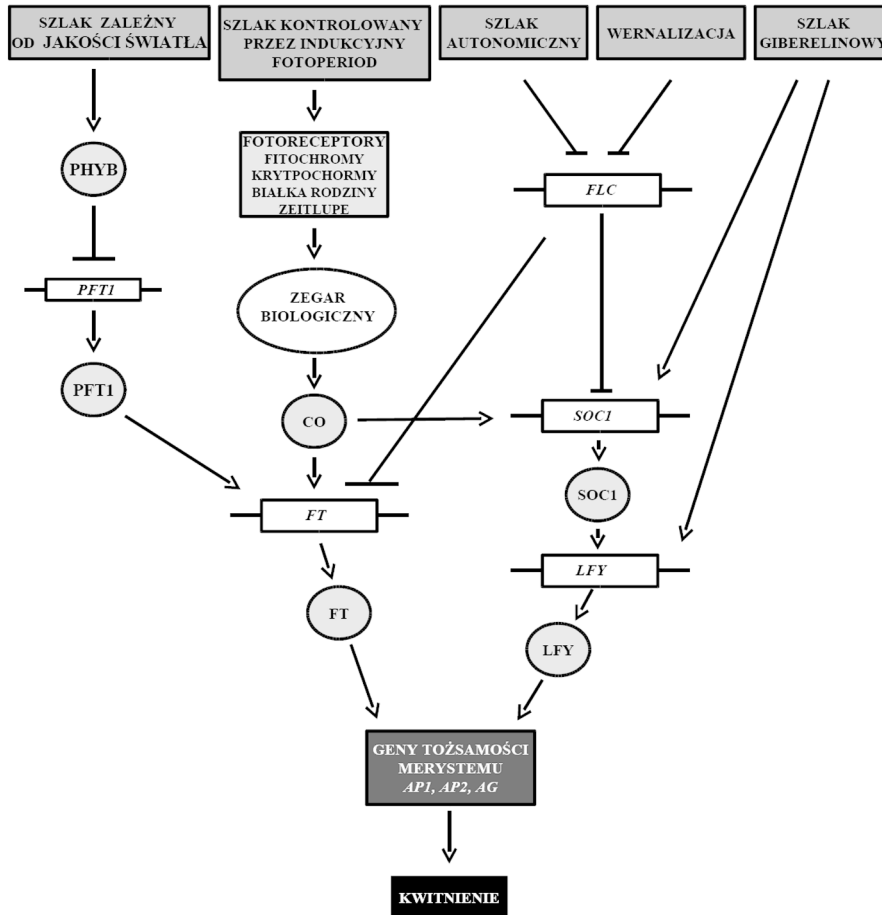 SZLAK ZALEŻNY
OD JAKOŚCI ŚWIATŁA
SZLAK KONTROLOWANY
PRZEZ INDUKCYJNY
FOTOPERIOD
SZLAK
AUTONOMICZNY
WERNALIZACJA
SZLAK
GIBERELINOWY
PHYB
FOTORECEPTORY
FITOCHROMY
KRYTPOCHORMY
BIAŁKA RODZINY
ZEITLUPE
FLC
PFT1
ZEGAR
BIOLOGICZNY
PFT1
CO
SOC1
SOC1
FT
LFY
FT
LFY
GENY TOŻSAMOŚCI
MERYSTEMU
AP1, AP2, AG
KWITNIENIE